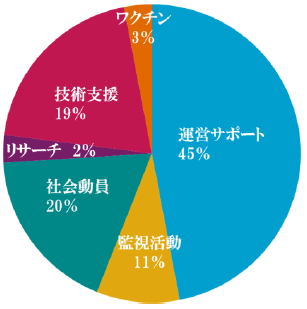 ワクチン
3%
技術支援
19%
運営サポート
45%
リサーチ 2%
社会動員
20%
監視活動
11%